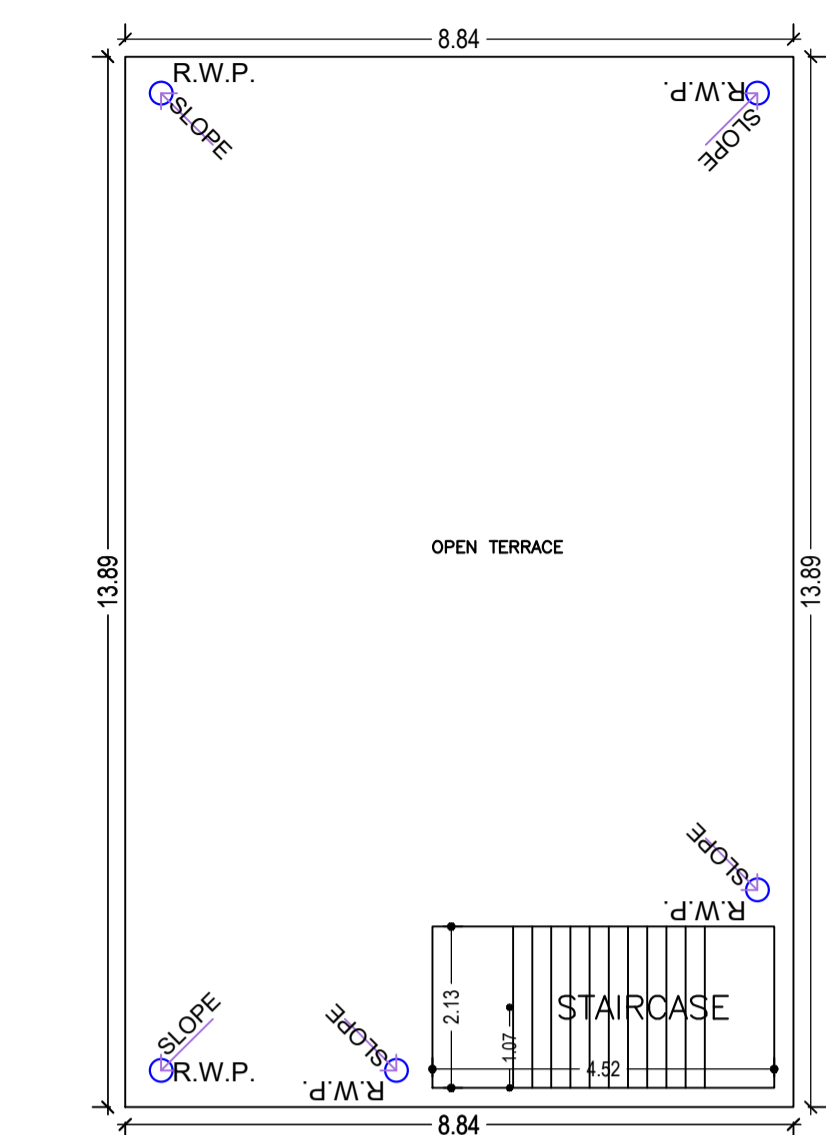 8.84
R.W.P.
R.W.P.
SLOPE
SLOPE
OPEN TERRACE
13.89
13.89
SLOPE
R.W.P.
2.13
STAIRCASE
1.07
4.52
SLOPE
R.W.P.
SLOPE
R.W.P.
8.84